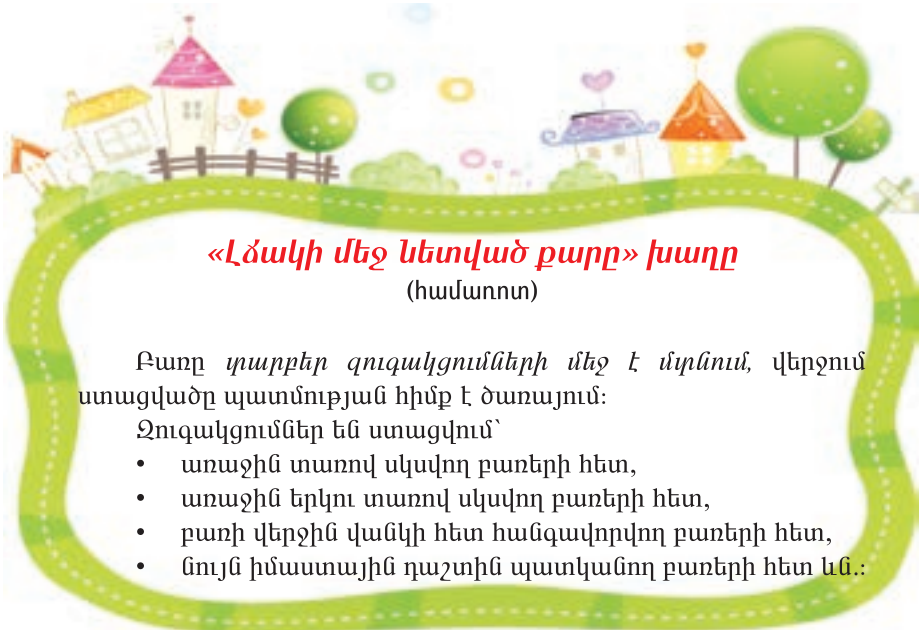 «Լճակի մեջ նետված քարը» խաղը
(համառոտ)
Բառը տարբեր զուգակցումների մեջ է մտնում, վերջում
ստացվածը պատմության հիմք է ծառայում:
Զուգակցումներ են ստացվում՝
• առաջին տառով սկսվող բառերի հետ,
• առաջին երկու տառով սկսվող բառերի հետ,
• բառի վերջին վանկի հետ հանգավորվող բառերի հետ,
• նույն իմաստային դաշտին պատկանող բառերի հետ ևն.: